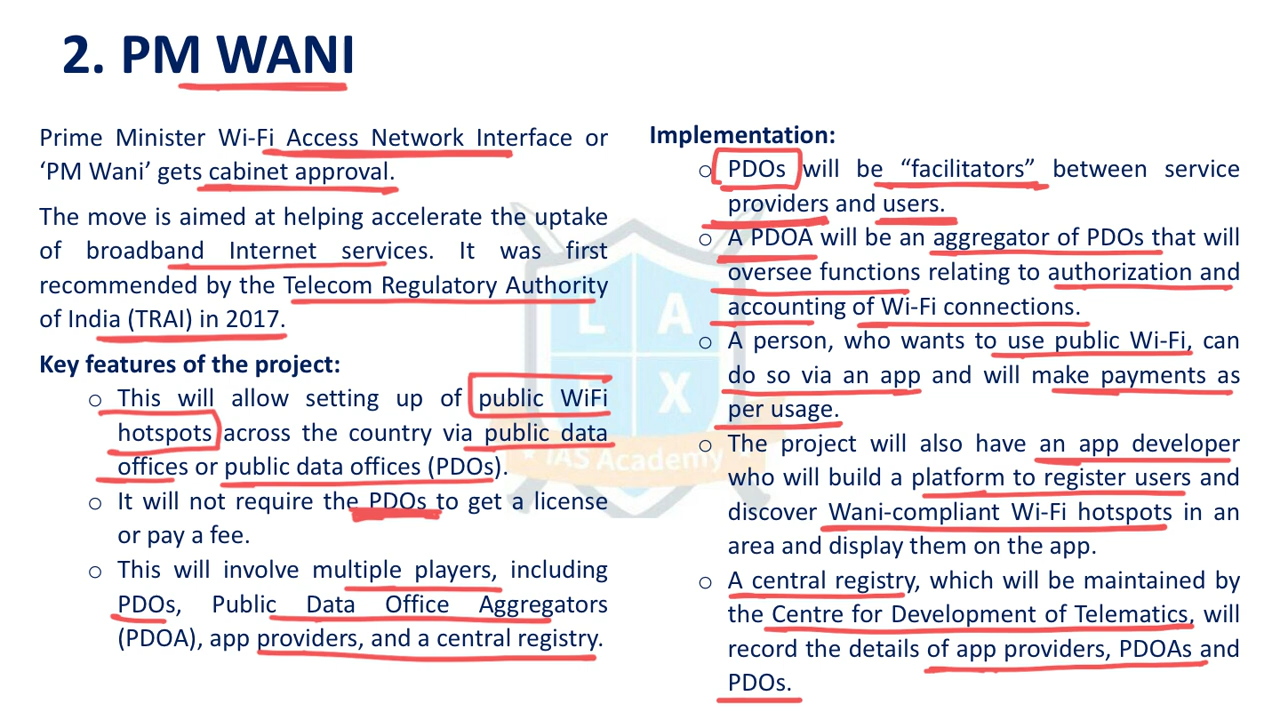 2. PM WANI
Prime Minister Wi-Fi Access Network Interface or
‘PM Wani’ gets cabinet approval.
The move is aimed at helping accelerate the uptake
of broadband Internet services. It was first
recommended by the Telecom Regulatory Authority
of India (TRAI) in 2017.
Key features of the project:
o This will allow setting up of public WiFi
hotspots across the country via public data
offices or public data offices (PDOs).
o It will not require the PDOs to get a license
or pay a fee.
o This will involve multiple players, including
PDOs, Public Data Office Aggregators
(PDOA), app providers, and a central registry.
Implementation:
o PDOs will be “facilitators” between service
providers and users.
o A PDOA will be an aggregator of PDOs that will
oversee functions relating to authorization and
accounting of Wi-Fi connections.
o A person, who wants to use public Wi-Fi, can
do so via an app and will make payments as
per usage.
o The project will also have an app developer
who will build a platform to register users and
discover Wani-compliant Wi-Fi hotspots in an
area and display them on the app.
o A central registry, which will be maintained by
the Centre for Development of Telematics, will
record the details of app providers, PDOAs and
PDOs.
L A
E X
IAS Academy